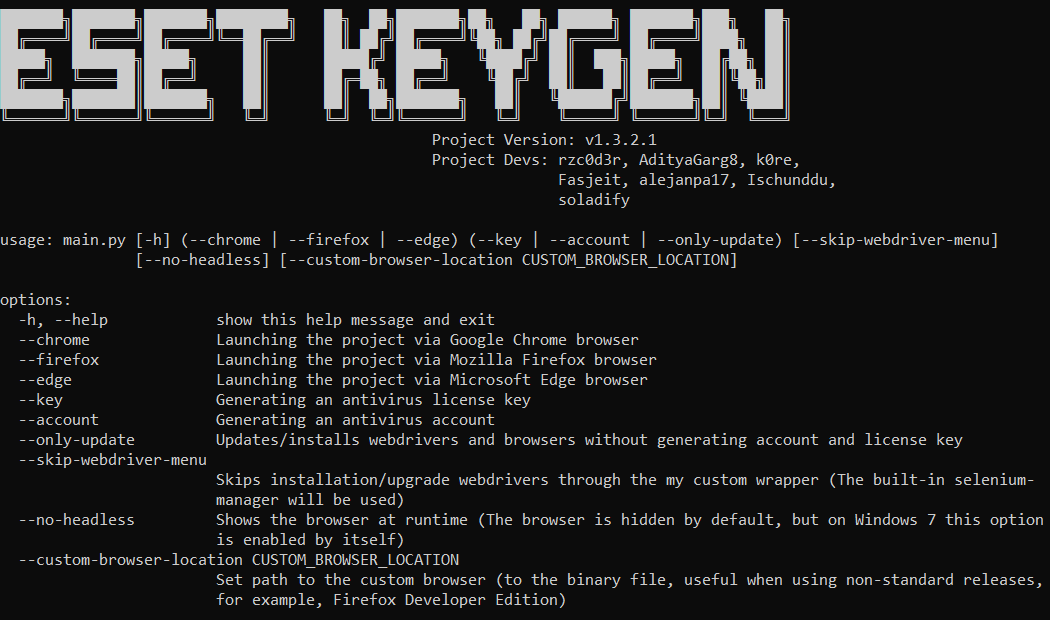 ESET KEYGEN
Project Version: v1.3.2.1
Project Devs: rzc0d3r, AdityaGarg8, k0re,
Fasjeit, alejanpa17, Ischunddu,
soladify
usage: main.py [-h] (--chrome | --firefox | --edge) (--key | --account | --only-update) [--skip-webdriver-menu]
[--no-headless] [--custom-browser-location CUSTOM_BROWSER_LOCATION]
options:
-h, --help show this help message and exit
--chrome Launching the project via Google Chrome browser
--firefox Launching the project via Mozilla Firefox browser
--edge Launching the project via Microsoft Edge browser
--key Generating an antivirus license key
--account Generating an antivirus account
--only-update Updates/installs webdrivers and browsers without generating account and license key
--skip-webdriver-menu
Skips installation/upgrade webdrivers through the my custom wrapper (The built-in selenium-
manager will be used)
--no-headless Shows the browser at runtime (The browser is hidden by default, but on Windows 7 this option
is enabled by itself)
--custom-browser-location CUSTOM_BROWSER_LOCATION
Set path to the custom browser (to the binary file, useful when using non-standard releases,
for example, Firefox Developer Edition)